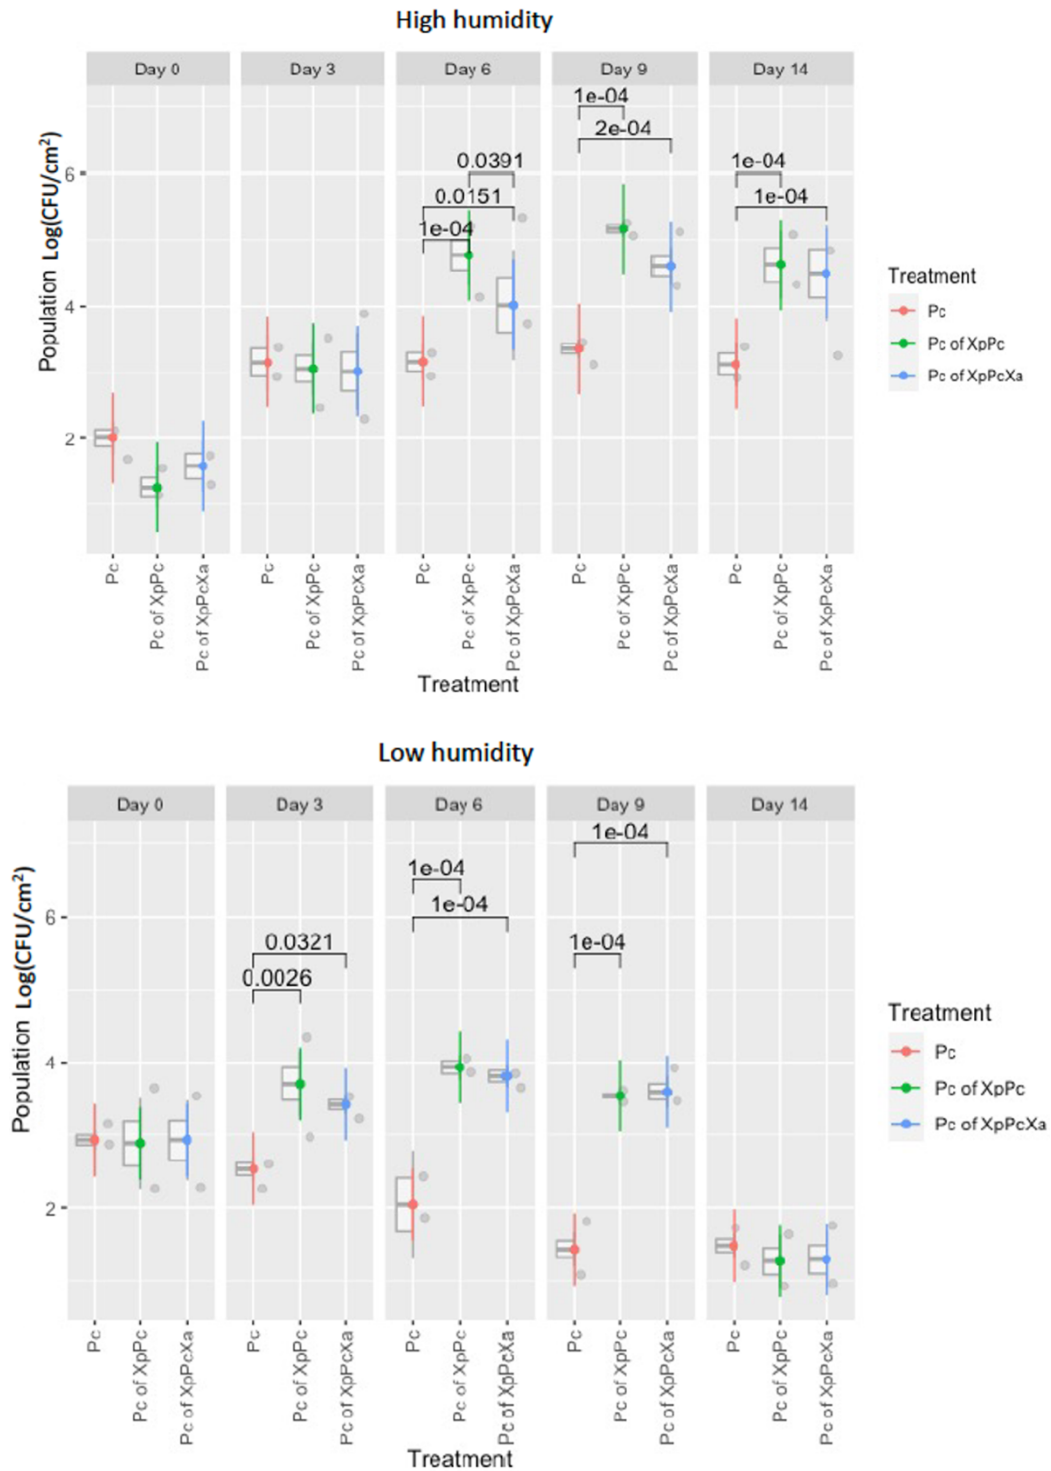 High humidity
Day 0 Day 3 Day 6 Day 9 Day 14
1e-04
2e-04
0.0391 1e-04
0.0151 1e-04
1e-04
Population Log(CFU/cm²)
6
4
2
Treatment
Pc
Pc of XpPc
Pc of XpPcXa
Pc Pc of XpPc Pc of XpPcXa Pc Pc of XpPc Pc of XpPcXa Pc Pc of XpPc Pc of XpPcXa Pc Pc of XpPc Pc of XpPcXa Pc Pc of XpPc Pc of XpPcXa
Treatment
Low humidity
Day 0 Day 3 Day 6 Day 9 Day 14
1e-04
1e-04
1e-04
0.0321 1e-04
0.0026
Population Log(CFU/cm²)
6
4
2
Treatment
Pc
Pc of XpPc
Pc of XpPcXa
Pc Pc of XpPc Pc of XpPcXa Pc Pc of XpPc Pc of XpPcXa Pc Pc of XpPc Pc of XpPcXa Pc Pc of XpPc Pc of XpPcXa Pc Pc of XpPc Pc of XpPcXa
Treatment